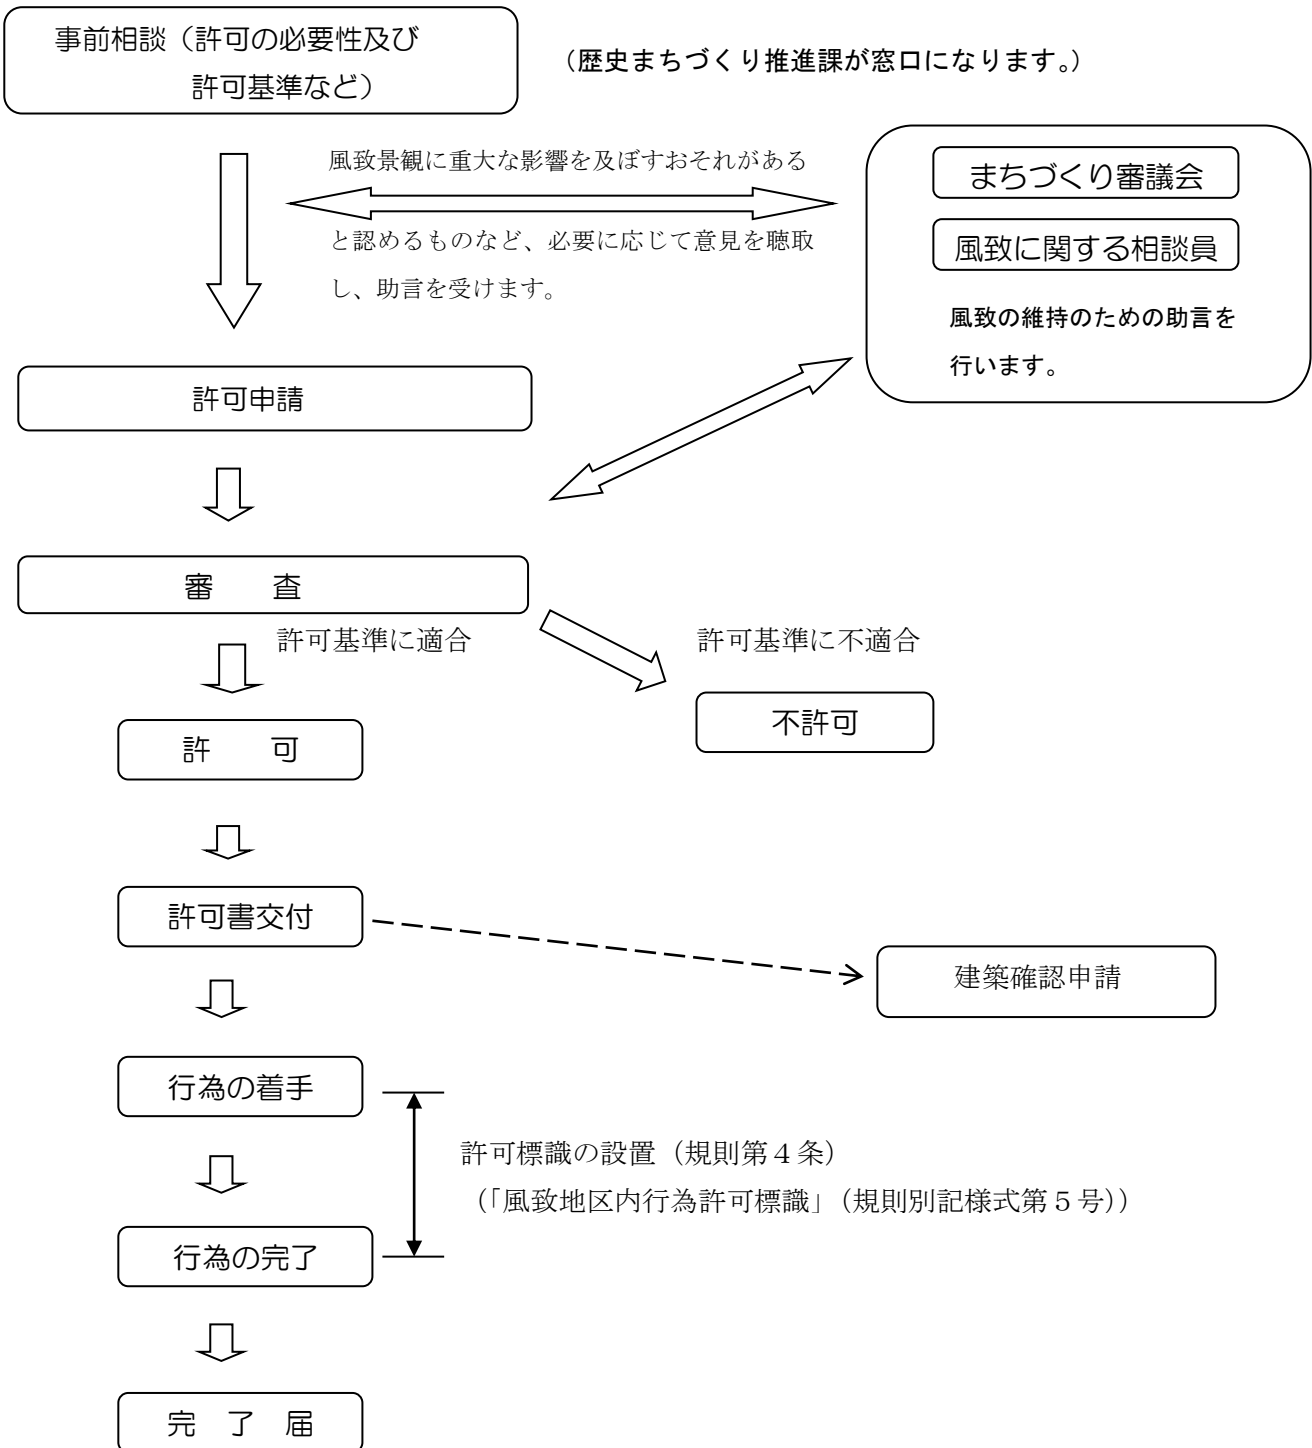 事前相談（許可の必要性及び
許可基準など）
（歴史まちづくり推進課が窓口になります。）
風致景観に重大な影響を及ぼすおそれがある
と認めるものなど、必要に応じて意見を聴取
し、助言を受けます。
まちづくり審議会
風致に関する相談員
風致の維持のための助言を
行います。
許可申請
審　　査
許可基準に適合
許可基準に不適合
不許可
許　　可
許可書交付
建築確認申請
行為の着手
許可標識の設置（規則第４条）
（「風致地区内行為許可標識」（規則別記様式第５号））
行為の完了
完　了　届